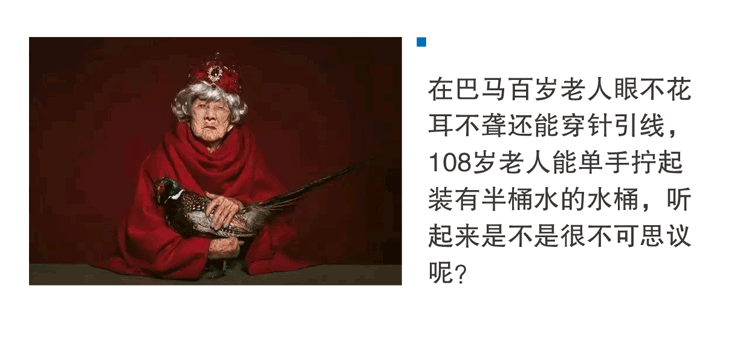 在巴马百岁老人眼不花
耳不聋还能穿针引线，
108岁老人能单手拧起
装有半桶水的水桶，听
起来是不是很不可思议
呢？